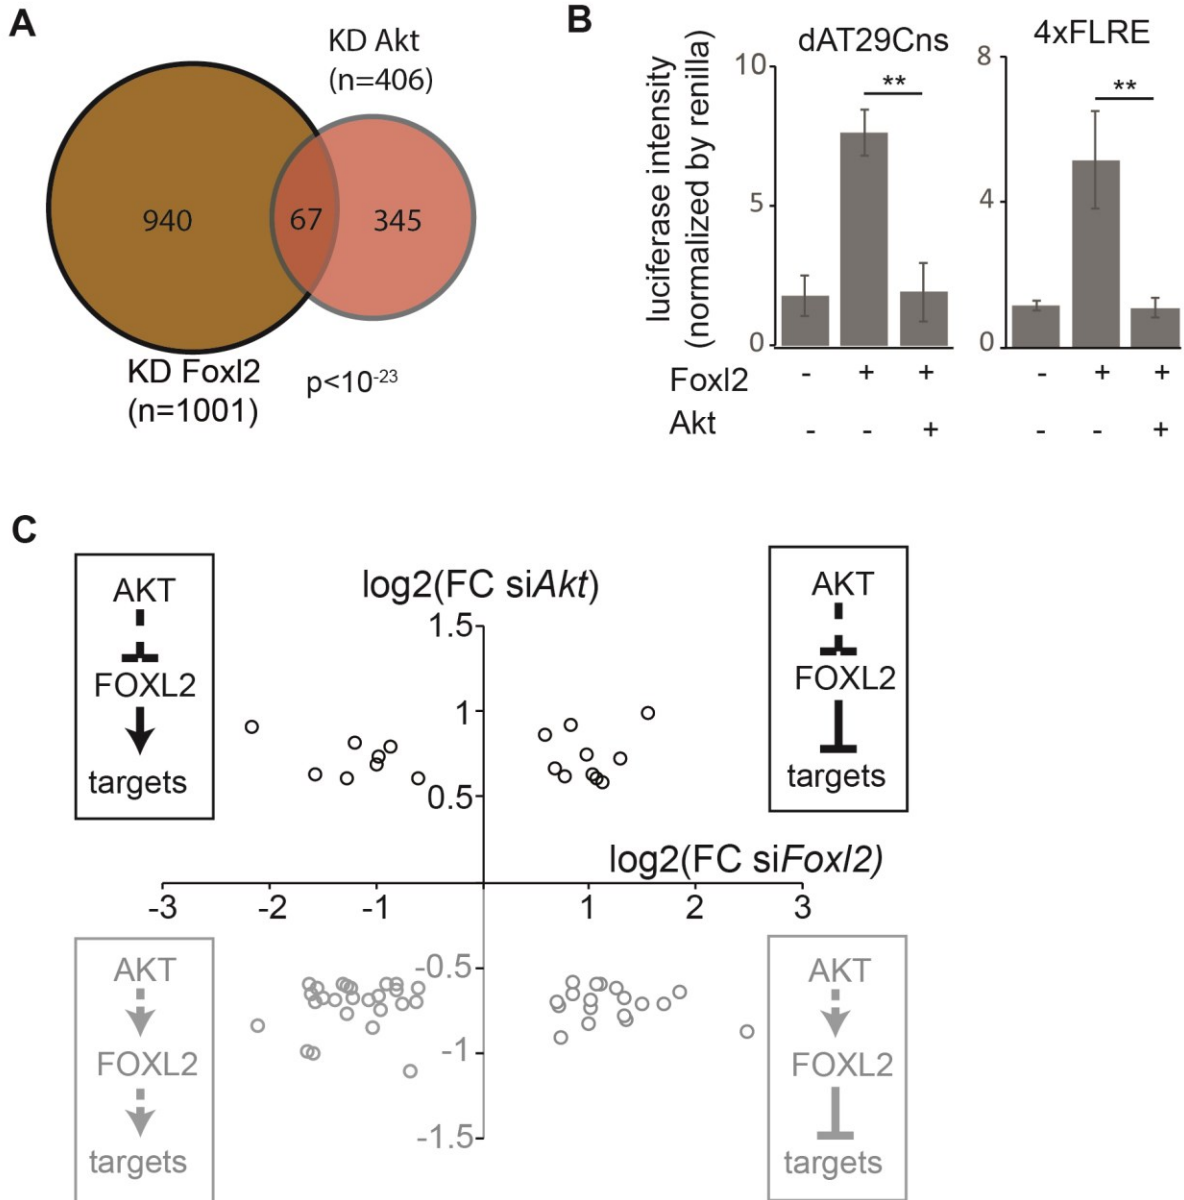 A
KD Akt
(n=406)
940
67
345
KD Foxl2
(n=1001)
p<10-23
B
luciferase intensity
(normalized by renilla)
dAT29Cns
10
5
0
**
4xFLRE
8
4
0
**
Foxl2
- + +
- + +
Akt
- - +
- - +
C
AKT
FOXL2
targets
log2(FC siAkt)
AKT
FOXL2
targets
1.5
1
0.5
log2(FC siFoxl2)
-3 -2 -1 1 2 3
-0.5
-1
-1.5
AKT
FOXL2
targets
AKT
FOXL2
targets